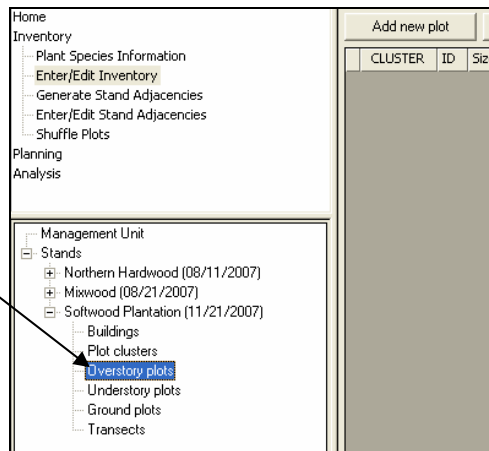 Home
Inventory
Plant Species Information
Enter/Edit Inventory
Generate Stand Adjacencies
Enter/Edit Stand Adjacencies
Shuffle Plots
Planning
Analysis
Management Unit
Stands
Northern Hardwood (08/11/2007)
Mixwood (08/21/2007)
Softwood Plantation (11/21/2007)
Buildings
Plot clusters
Overstory plots
Understory plots
Ground plots
Transects
Add new plot
CLUSTER ID Siz